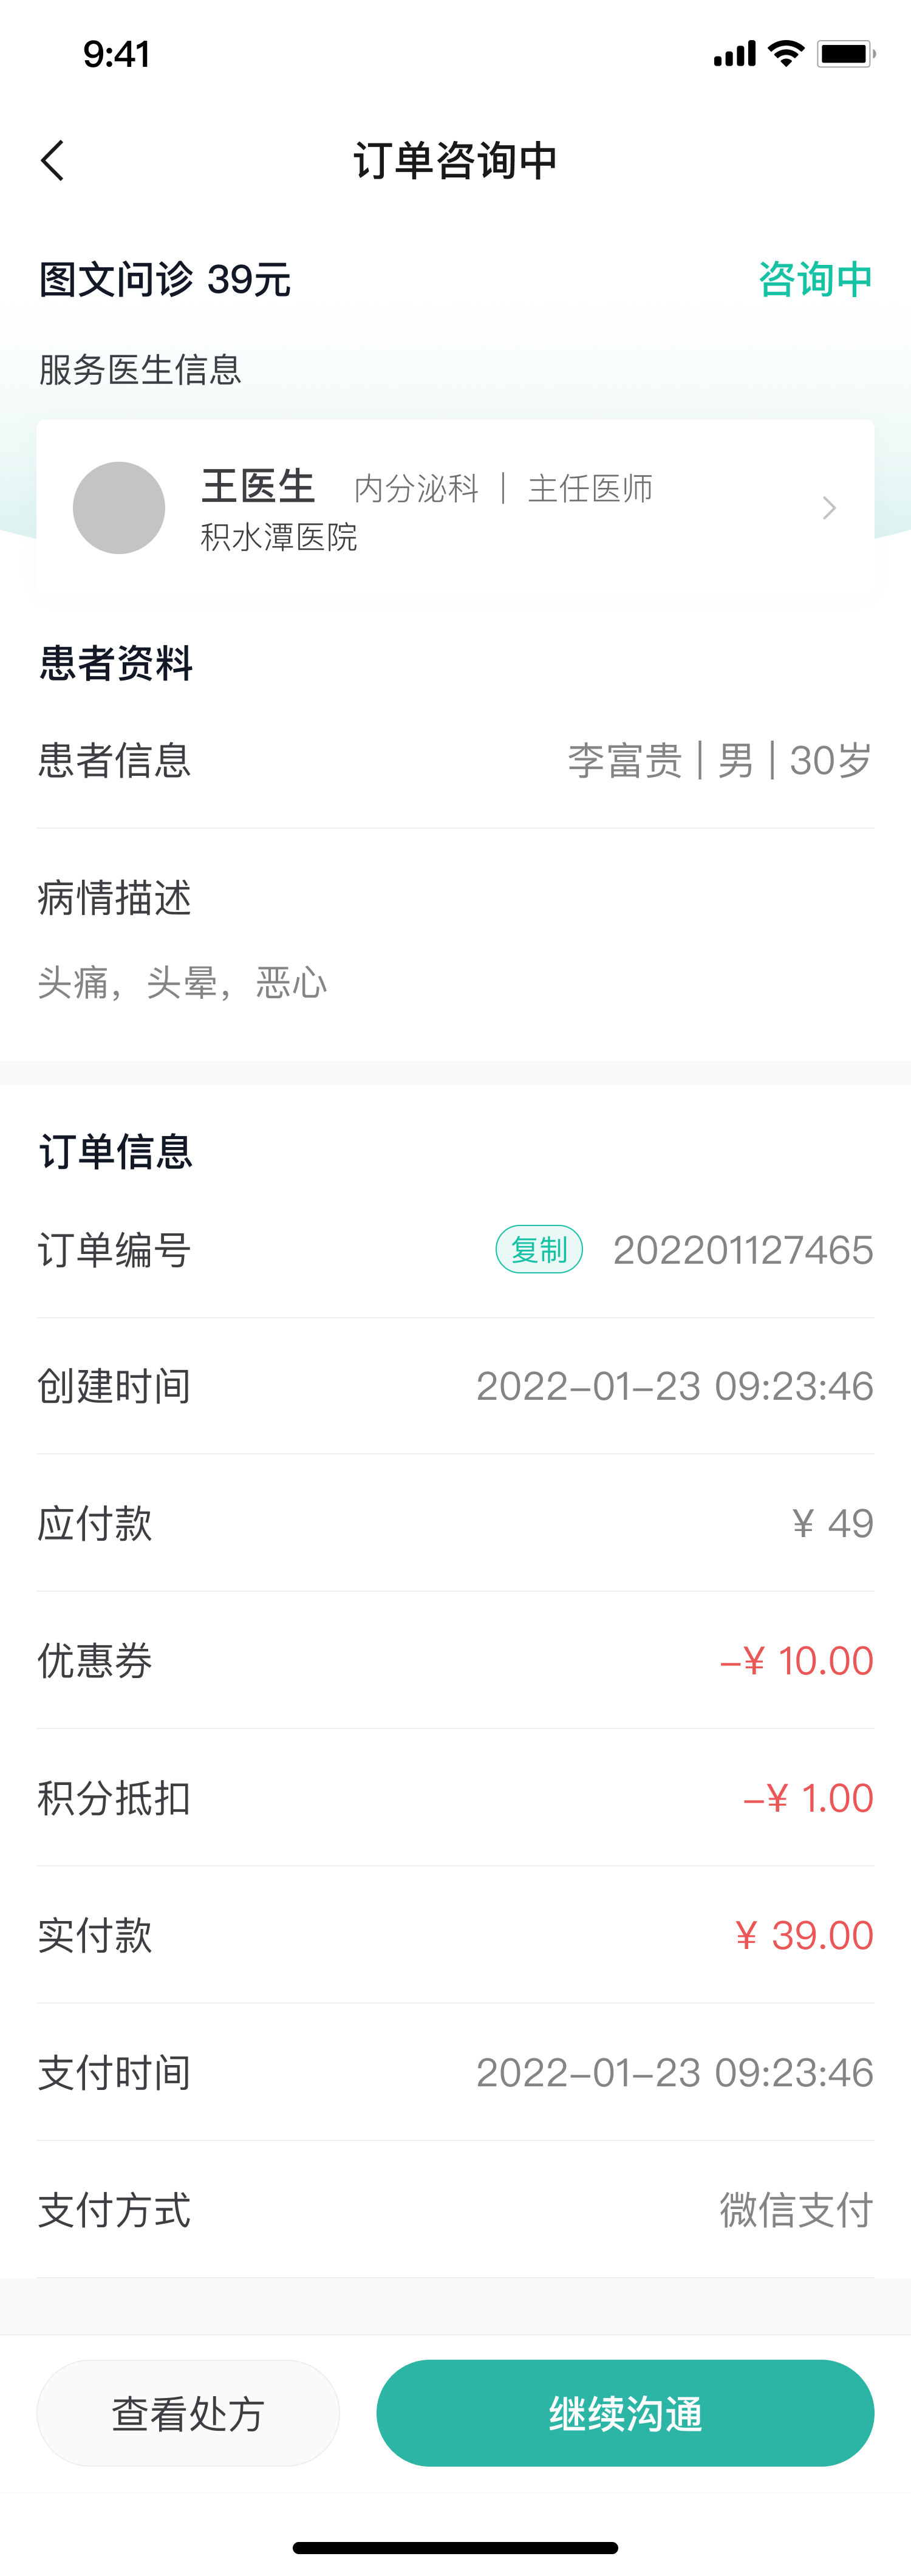 9:41
订单咨询中
图文问诊 39元 咨询中
服务医生信息
王医生 内分泌科 | 主任医师
积水潭医院
患者资料
患者信息 李富贵 | 男 | 30岁
病情描述
头痛，头晕，恶心
订单信息
订单编号 复制 202201127465
创建时间 2022-01-23 09:23:46
应付款 ¥ 49
优惠券 -¥ 10.00
积分抵扣 -¥ 1.00
实付款 ¥ 39.00
支付时间 2022-01-23 09:23:46
支付方式 微信支付
查看处方 继续沟通